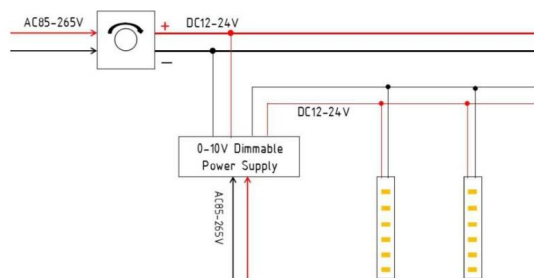 AC85-265V
+
DC12-24V
−
DC12-24V
0-10V Dimmable
Power Supply
AC85-265V